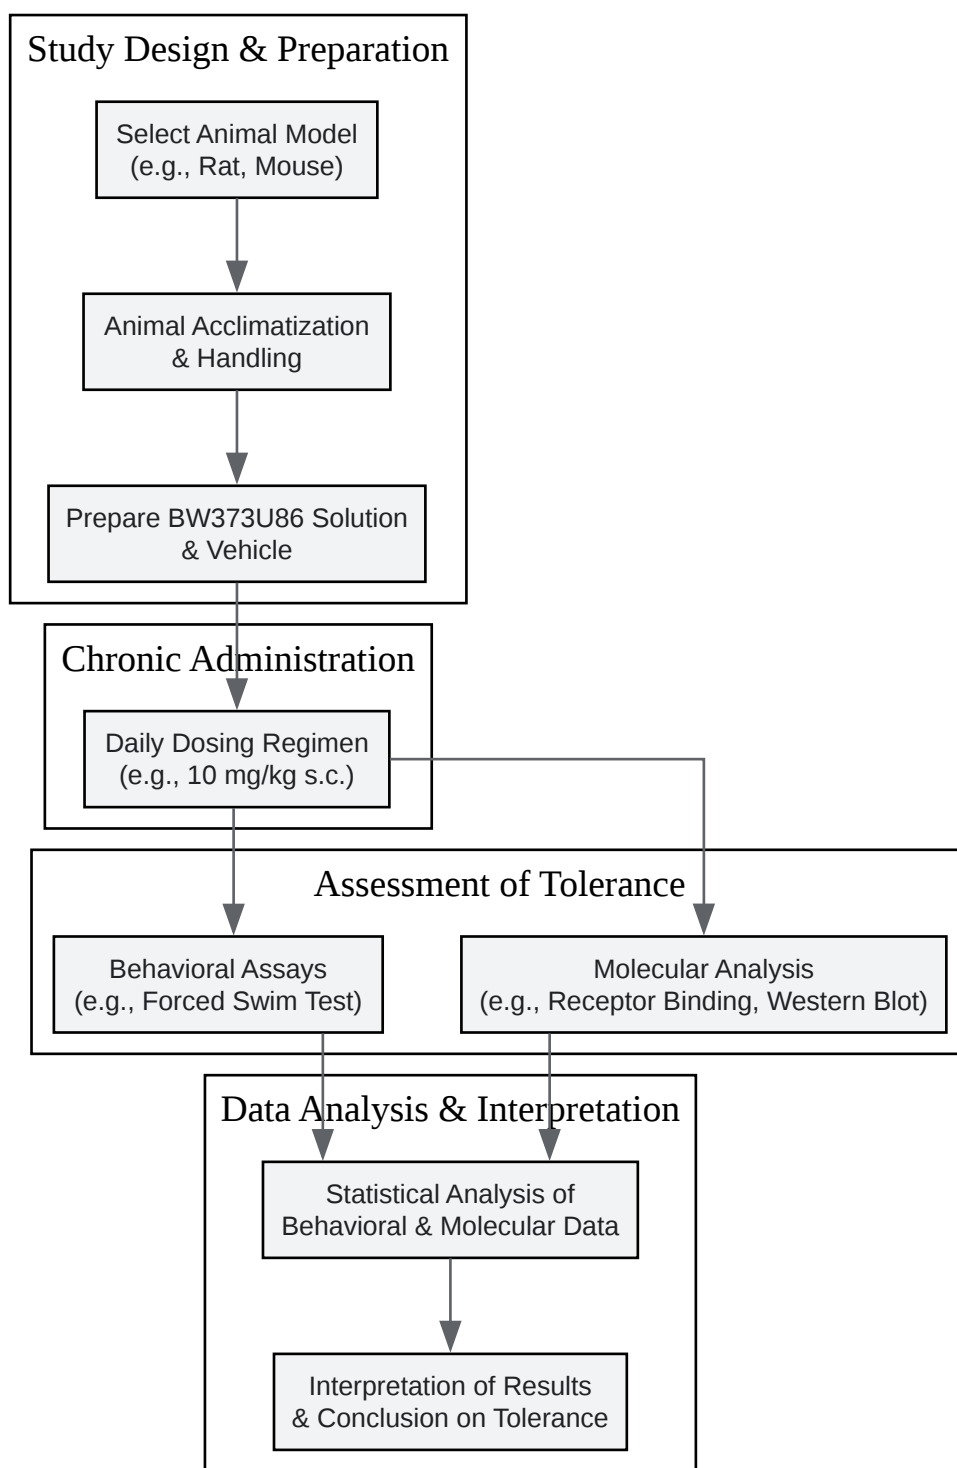 Study Design & Preparation
Select Animal Model
(e.g., Rat, Mouse)
Animal Acclimatization
& Handling
Prepare BW373U86 Solution
& Vehicle
Chronic Administration
Daily Dosing Regimen
(e.g., 10 mg/kg s.c.)
Assessment of Tolerance
Behavioral Assays
(e.g., Forced Swim Test)
Molecular Analysis
(e.g., Receptor Binding, Western Blot)
Data Analysis & Interpretation
Statistical Analysis of
Behavioral & Molecular Data
Interpretation of Results
& Conclusion on Tolerance